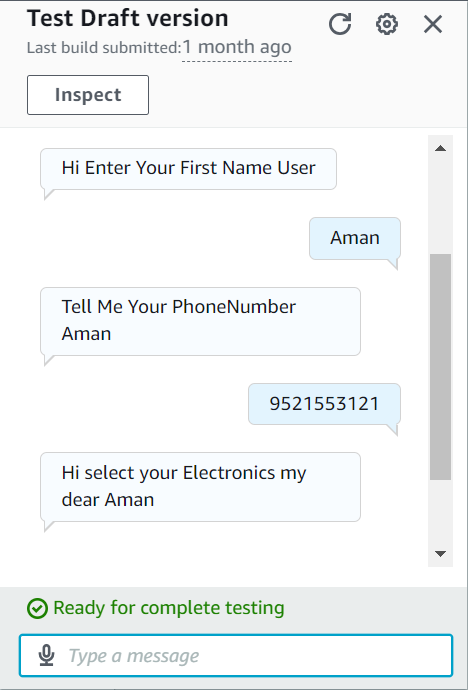 Test Draft version
Last build submitted:1 month ago
Inspect
Hi Enter Your First Name User
Aman
Tell Me Your PhoneNumber
Aman
9521553121
Hi select your Electronics my
dear Aman
Ready for complete testing
Type a message